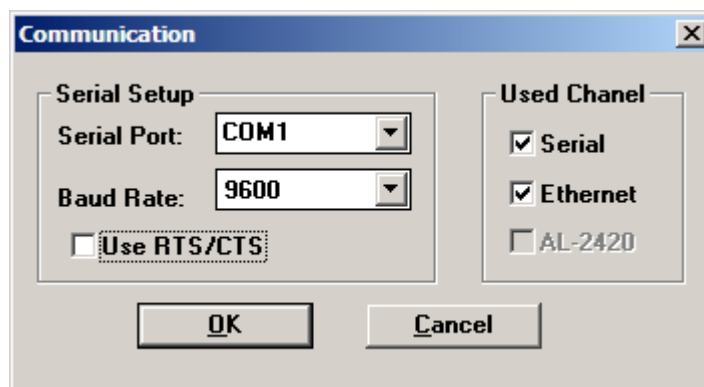 Communication
Serial Setup
Serial Port: COM1
Baud Rate: 9600
Use RTS/CTS
Used Chanel
Serial
Ethernet
AL-2420
OK
Cancel